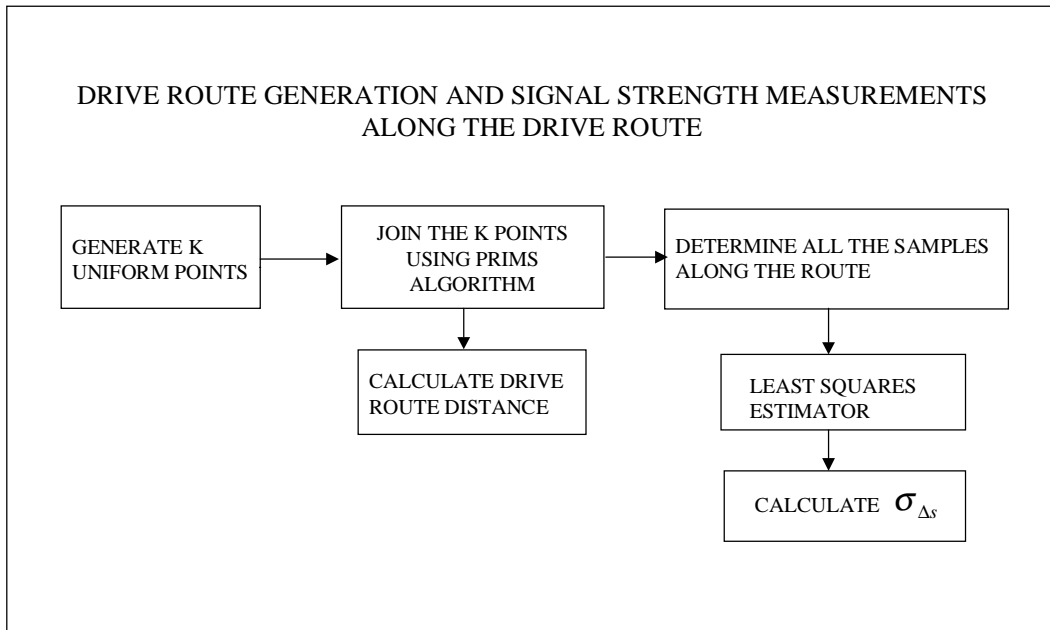 DRIVE ROUTE GENERATION AND SIGNAL STRENGTH MEASUREMENTS
ALONG THE DRIVE ROUTE
GENERATE K
UNIFORM POINTS
JOIN THE K POINTS
USING PRIMS
ALGORITHM
DETERMINE ALL THE SAMPLES
ALONG THE ROUTE
CALCULATE DRIVE
ROUTE DISTANCE
LEAST SQUARES
ESTIMATOR
CALCULATE σΔs